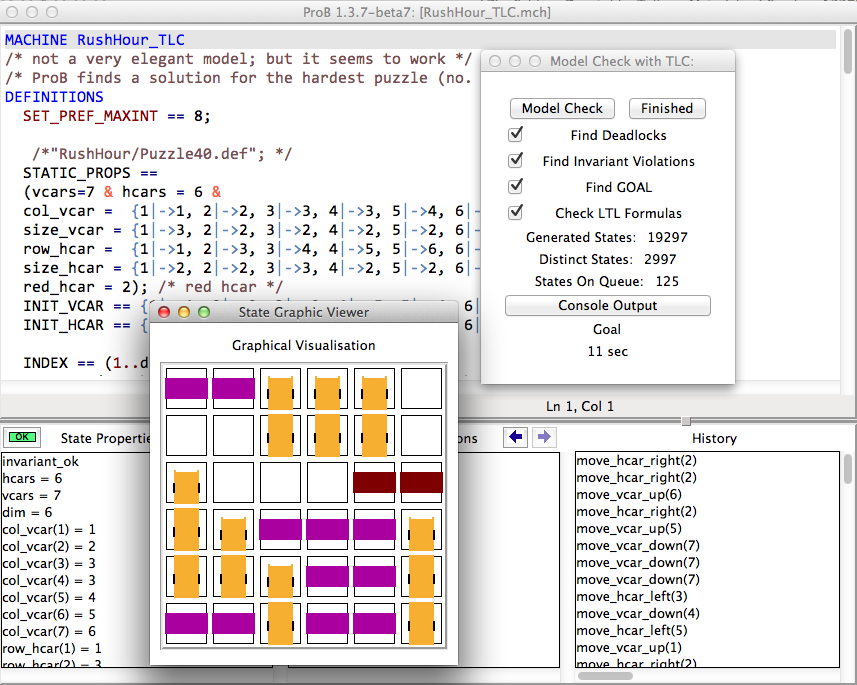 ProB 1.3.7-beta7: [RushHour_TLC.mch]
MACHINE RushHour_TLC
/* not a very elegant model; but it seems to work */
/* ProB finds a solution for the hardest puzzle (no.
DEFINITIONS
SET_PREF_MAXINT == 8;
/*"RushHour/Puzzle40.def"; */
STATIC_PROPS ==
(vcars=7 & hcars = 6 &
col_vcar = {1|->1, 2|->2, 3|->3, 4|->3, 5|->4, 6|-
size_vcar = {1|->3, 2|->2, 3|->2, 4|->2, 5|->2, 6|-
row_hcar = {1|->1, 2|->3, 3|->4, 4|->5, 5|->6, 6|-
size_hcar = {1|->2, 2|->2, 3|->3, 4|->2, 5|->2, 6|-
red_hcar = 2); /* red hcar */
INIT_VCAR == {
6|
INIT_HCAR == {
6|
INDEX == (1..d
Model Check with TLC:
Model Check
Finished
Find Deadlocks
Find Invariant Violations
Find GOAL
Check LTL Formulas
Generated States: 19297
Distinct States: 2997
States On Queue: 125
Console Output
Goal
11 sec
State Graphic Viewer
Graphical Visualisation
Ln 1, Col 1
OK
State Propertie
ons
History
invariant_ok
hcars = 6
vcars = 7
dim = 6
col_vcar(1) = 1
col_vcar(2) = 2
col_vcar(3) = 3
col_vcar(4) = 3
col_vcar(5) = 4
col_vcar(6) = 5
col_vcar(7) = 6
row_hcar(1) = 1
row_hcar(2) = 3
move_hcar_right(2)
move_hcar_right(2)
move_vcar_up(6)
move_hcar_right(2)
move_vcar_up(5)
move_vcar_down(7)
move_vcar_down(7)
move_vcar_down(7)
move_hcar_left(3)
move_vcar_down(4)
move_hcar_left(5)
move_vcar_up(1)
move_hcar_right(2)